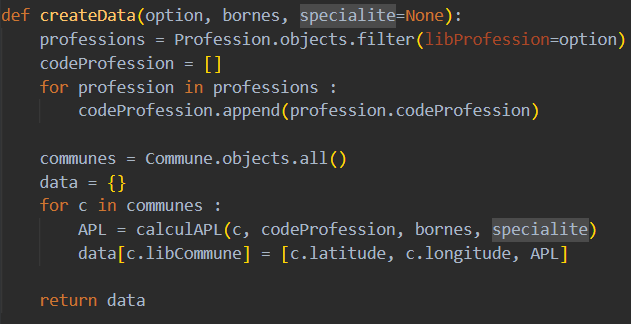 def createData(option, bornes, specialite=None):
    professions = Profession.objects.filter(libProfession=option)
    codeProfession = []
    for profession in professions :
        codeProfession.append(profession.codeProfession)

    communes = Commune.objects.all()
    data = {}
    for c in communes :
        APL = calculAPL(c, codeProfession, bornes, specialite)
        data[c.libCommune] = [c.latitude, c.longitude, APL]

    return data